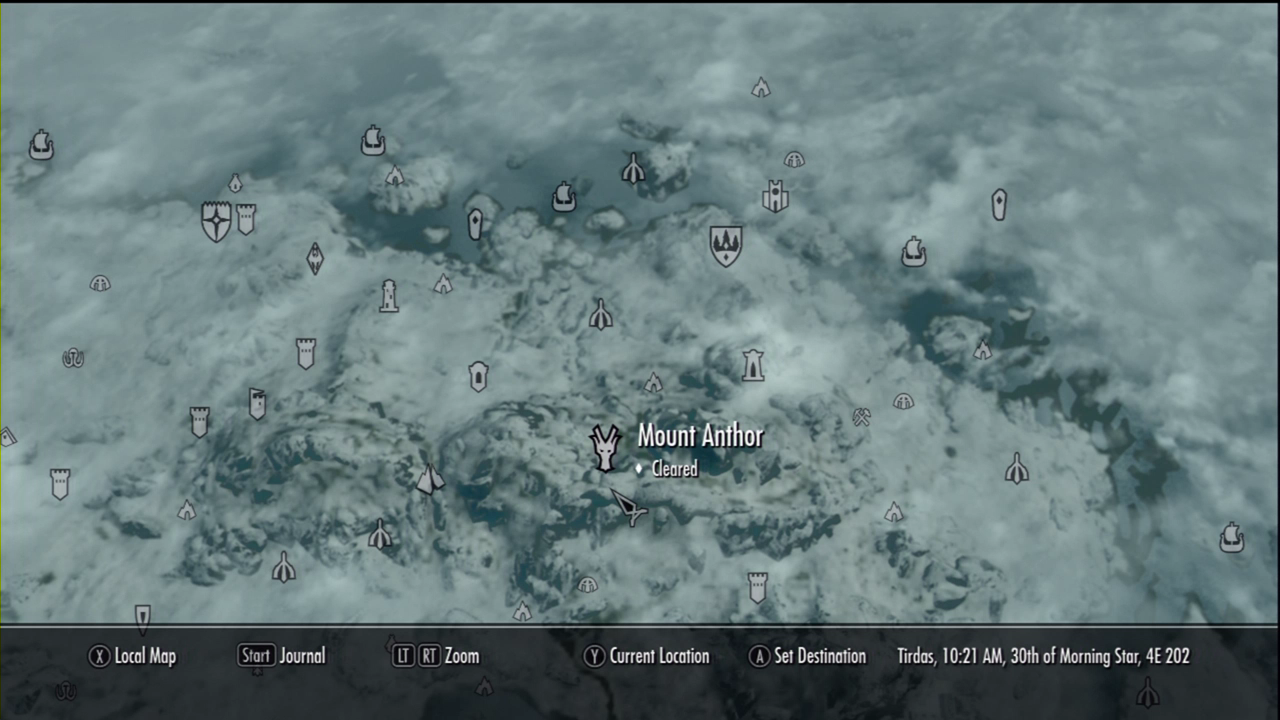 Mount Anthor
Cleared
X Local Map Start Journal LT RT Zoom Y Current Location A Set Destination Tirdas, 10:21 AM, 30th of Morning Star, 4E 202